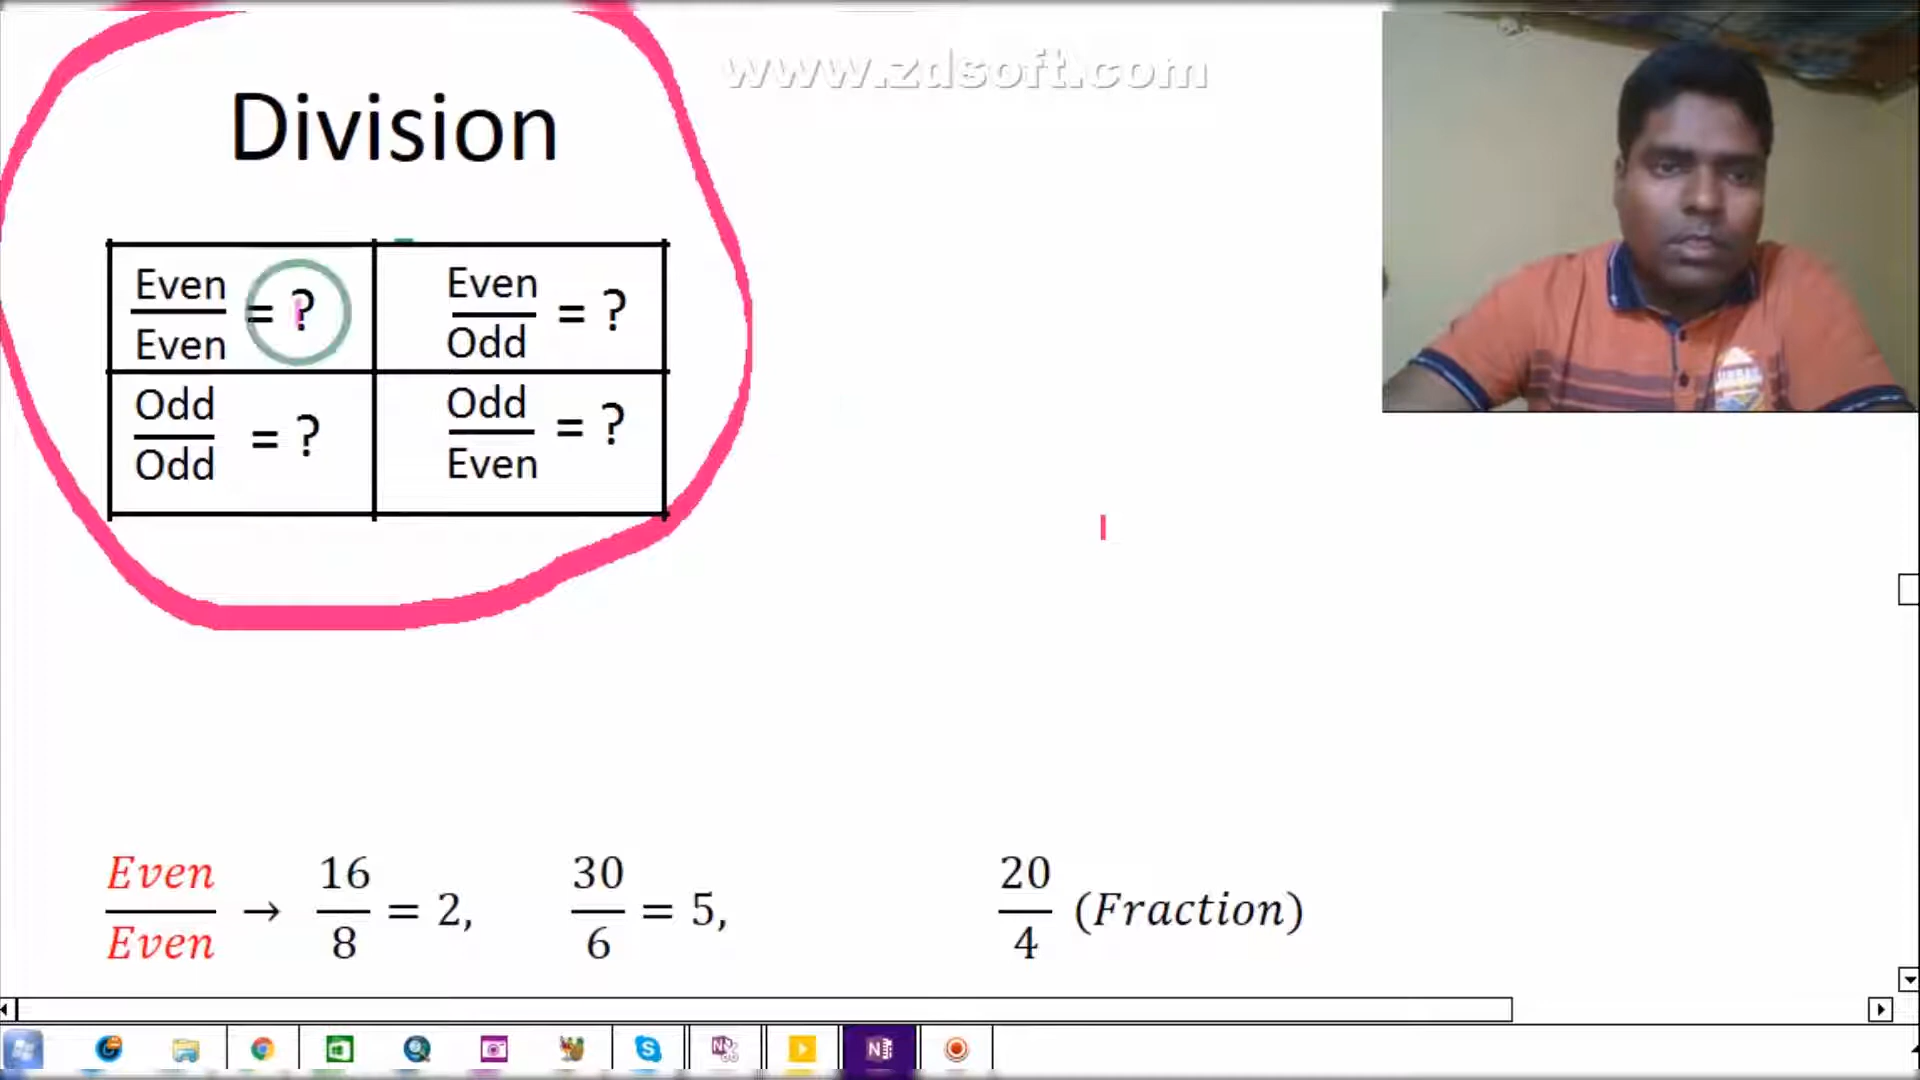 www.zdsoft.com
Division
Even/Even = ?
Even/Odd = ?
Odd/Odd = ?
Odd/Even = ?
Even/Even → 16/8 = 2, 30/6 = 5, 20/4 (Fraction)